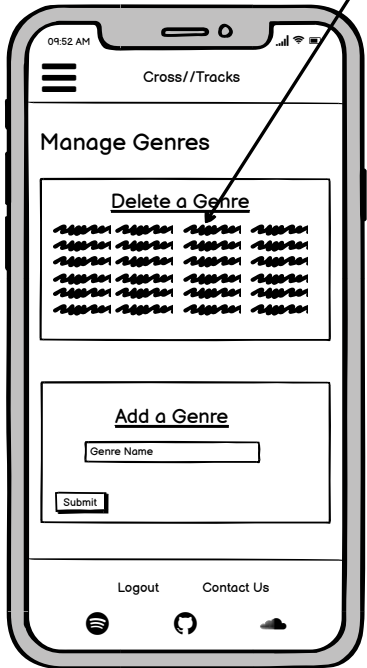 09:52 AM
Cross//Tracks
Manage Genres
Delete a Genre
Add a Genre
Genre Name
Submit
Logout Contact Us